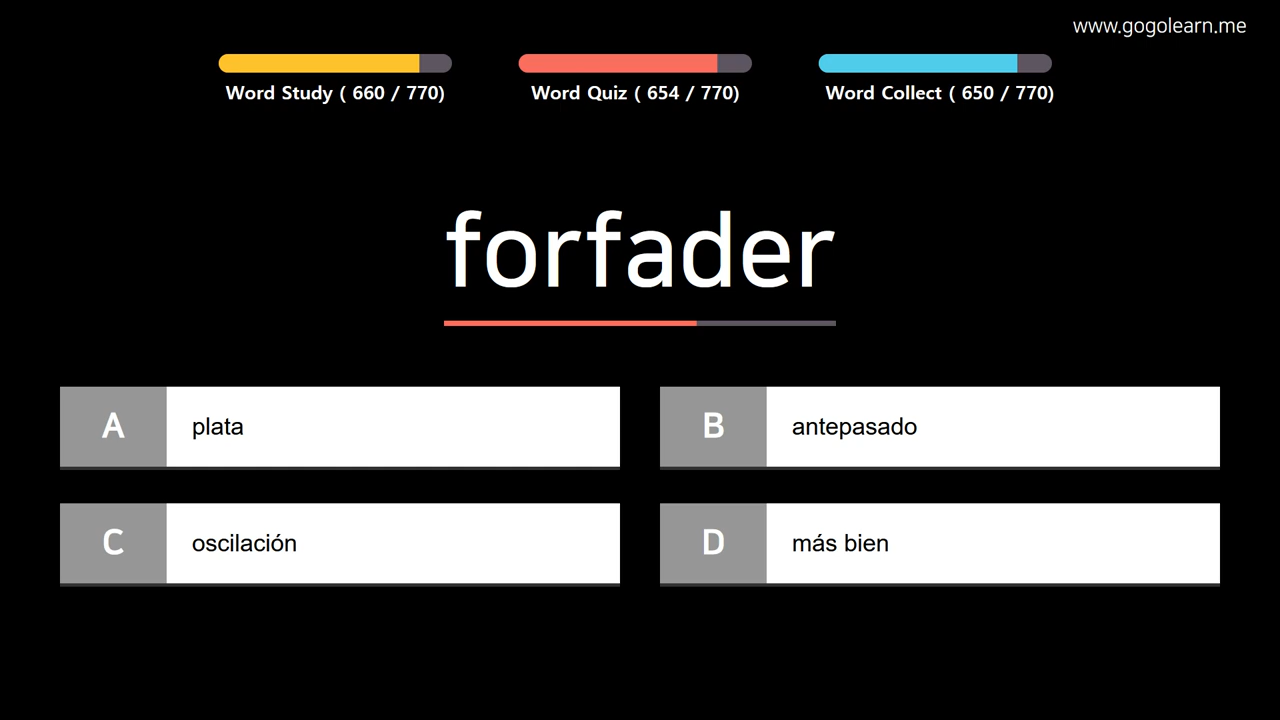 www.gogolearn.me
Word Study ( 660 / 770)
Word Quiz ( 654 / 770)
Word Collect ( 650 / 770)
forfader
A plata
B antepasado
C oscilación
D más bien